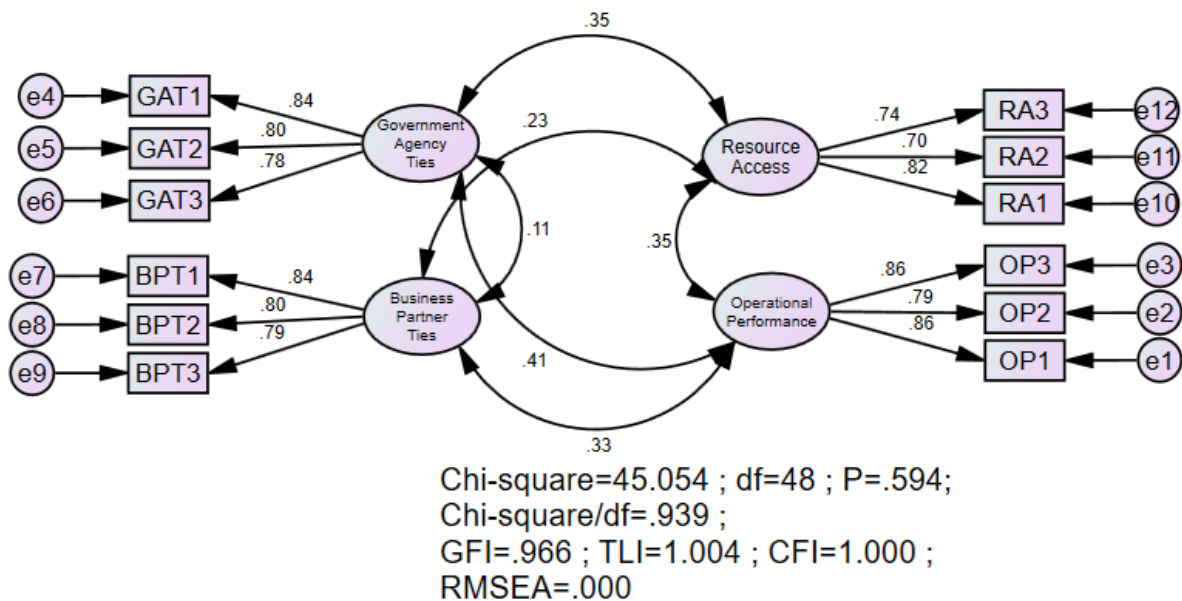 .35
e4
GAT1
.84
Government
Agency
Ties
.23
Resource
Access
.74
RA3
e12
e5
GAT2
.80
.70
RA2
e11
e6
GAT3
.78
.82
RA1
e10
.11
.35
e7
BPT1
.84
Business
Partner
Ties
Operational
Performance
.86
OP3
e3
e8
BPT2
.80
.79
OP2
e2
e9
BPT3
.79
.86
OP1
e1
.41
.33
Chi-square=45.054 ; df=48 ; P=.594;
Chi-square/df=.939 ;
GFI=.966 ; TLI=1.004 ; CFI=1.000 ;
RMSEA=.000